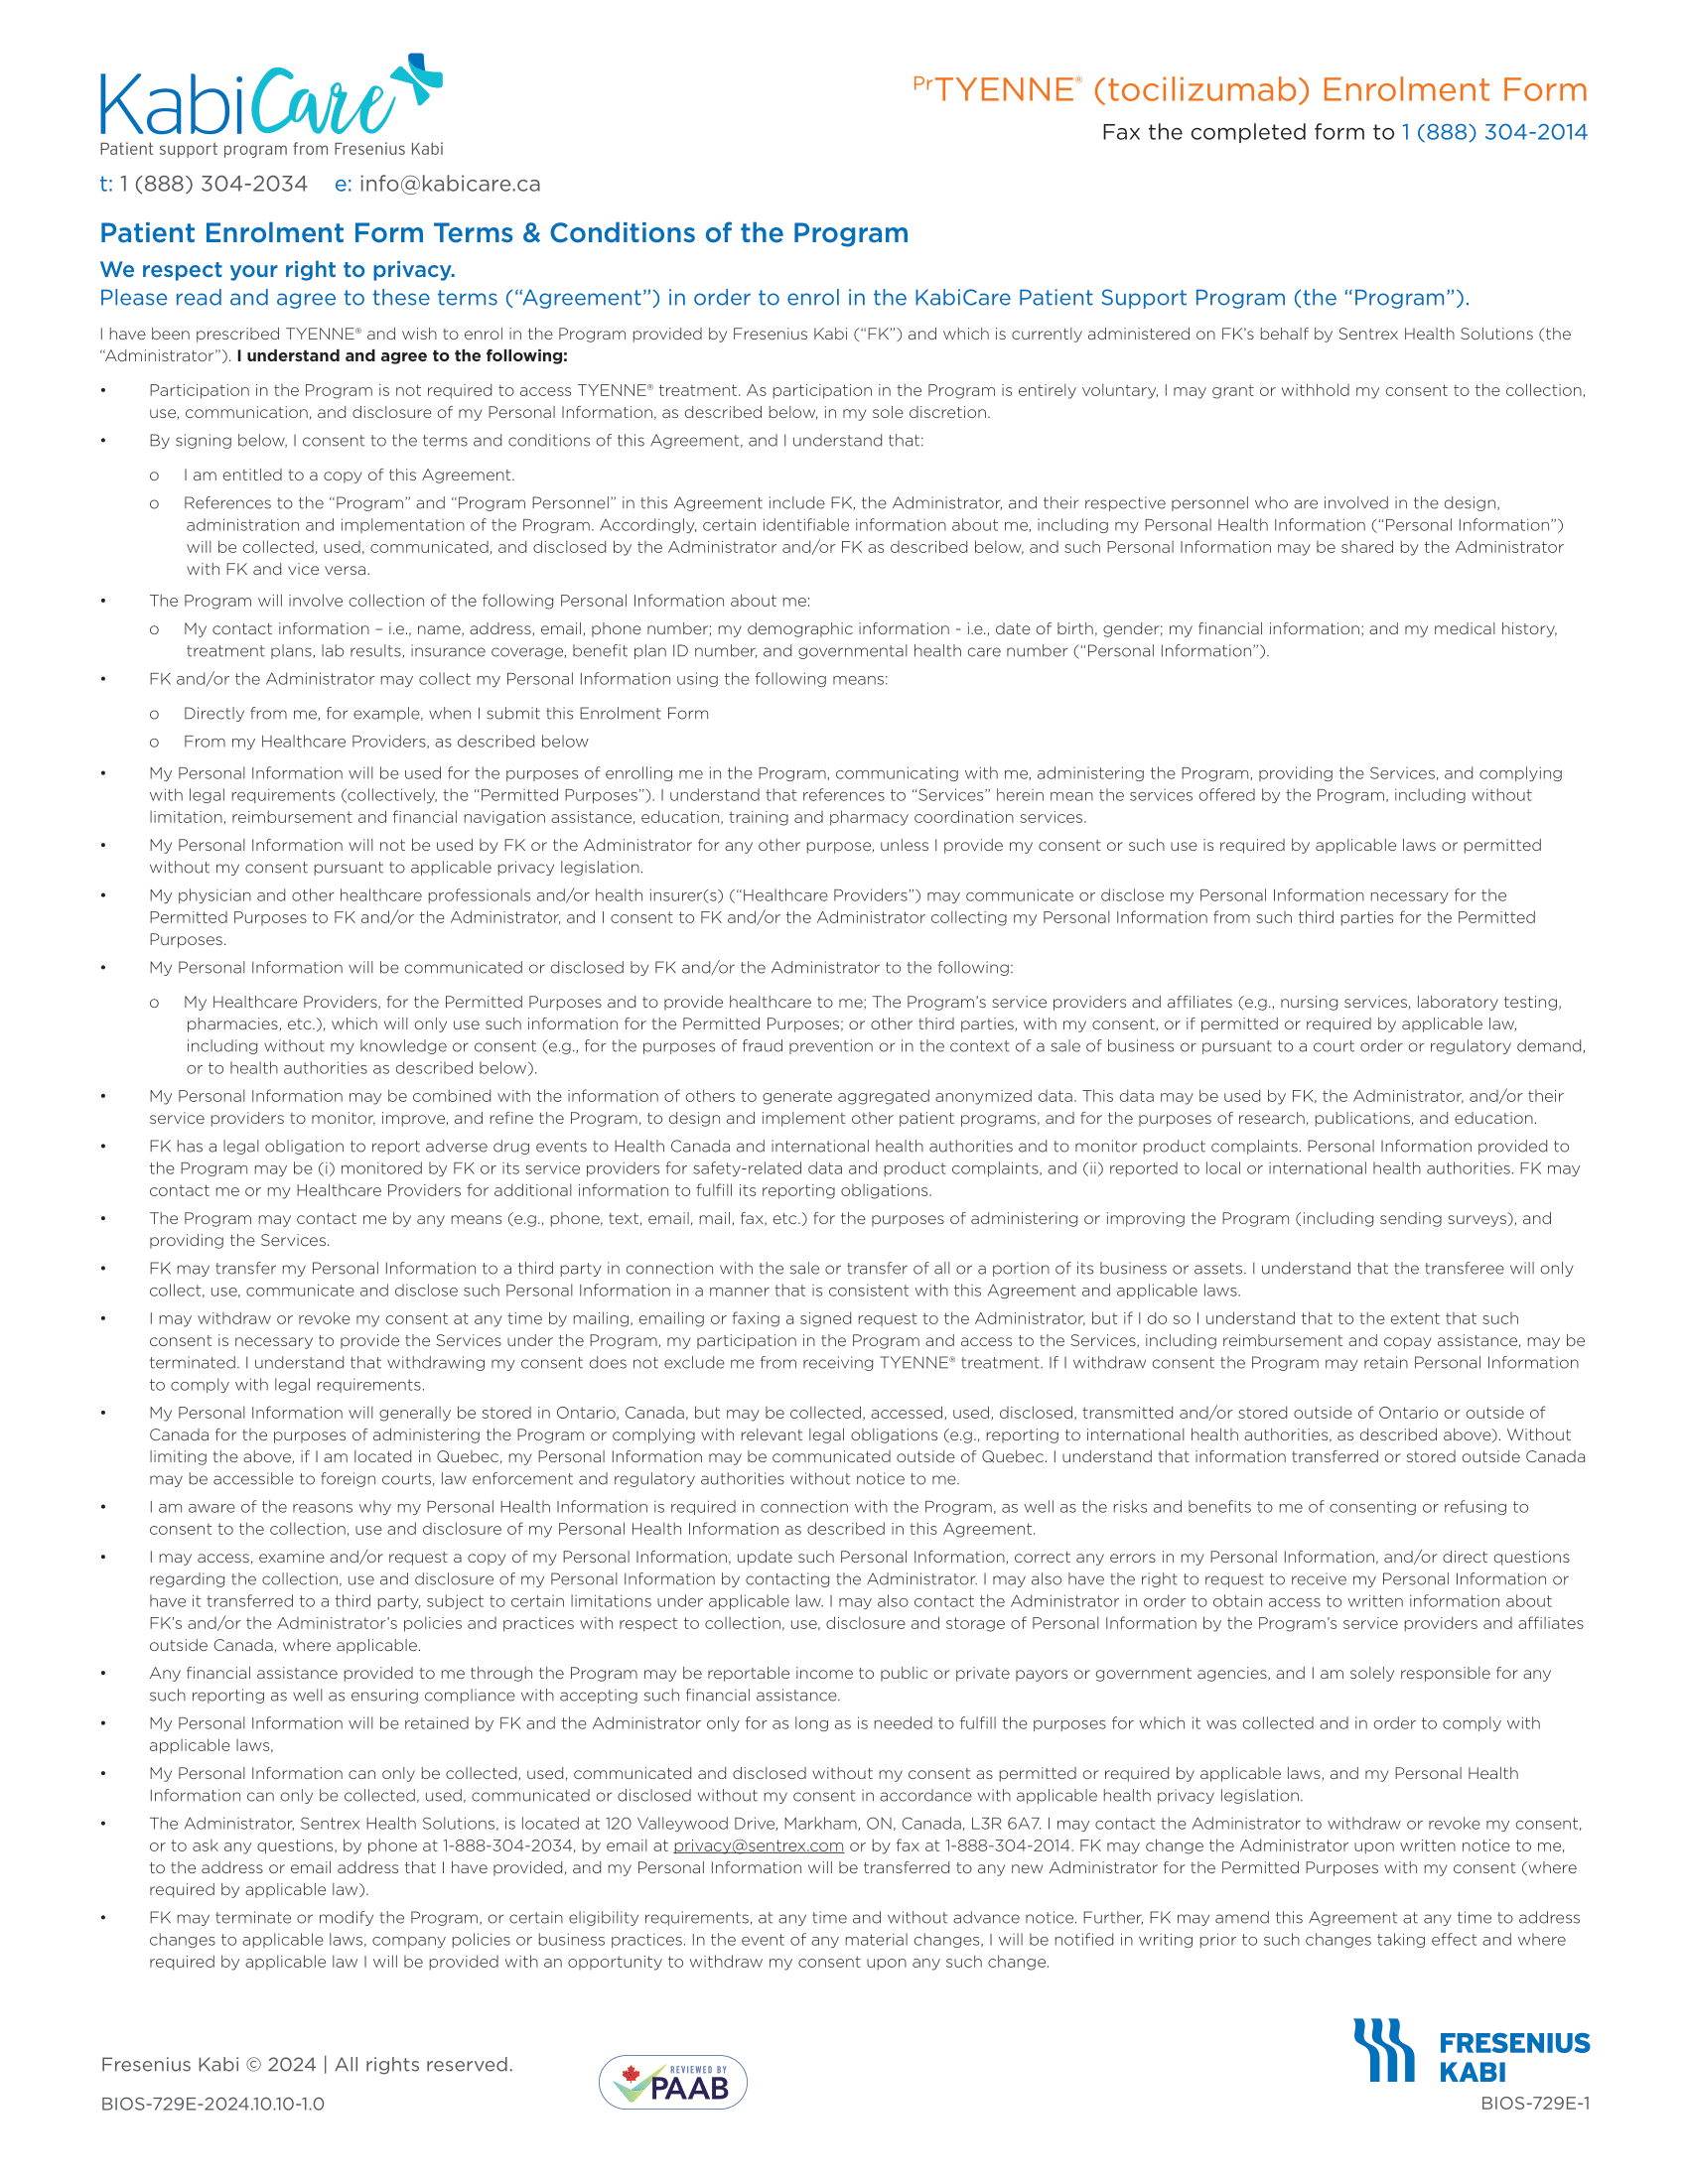 KabiCare
Patient support program from Fresenius Kabi
t: 1 (888) 304-2034 e: info@kabicare.ca
PrTYENNE® (tocilizumab) Enrolment Form
Fax the completed form to 1 (888) 304-2014
Patient Enrolment Form Terms & Conditions of the Program
We respect your right to privacy.
Please read and agree to these terms (“Agreement”) in order to enrol in the KabiCare Patient Support Program (the “Program”).
I have been prescribed TYENNE® and wish to enrol in the Program provided by Fresenius Kabi (“FK”) and which is currently administered on FK’s behalf by Sentrex Health Solutions (the
“Administrator”). I understand and agree to the following:
• Participation in the Program is not required to access TYENNE® treatment. As participation in the Program is entirely voluntary, I may grant or withhold my consent to the collection,
use, communication, and disclosure of my Personal Information, as described below, in my sole discretion.
• By signing below, I consent to the terms and conditions of this Agreement, and I understand that:
o I am entitled to a copy of this Agreement.
o References to the “Program” and “Program Personnel” in this Agreement include FK, the Administrator, and their respective personnel who are involved in the design,
administration and implementation of the Program. Accordingly, certain identifiable information about me, including my Personal Health Information (“Personal Information”)
will be collected, used, communicated, and disclosed by the Administrator and/or FK as described below, and such Personal Information may be shared by the Administrator
with FK and vice versa.
• The Program will involve collection of the following Personal Information about me:
o My contact information – i.e., name, address, email, phone number; my demographic information - i.e., date of birth, gender; my financial information; and my medical history,
treatment plans, lab results, insurance coverage, benefit plan ID number, and governmental health care number (“Personal Information”).
• FK and/or the Administrator may collect my Personal Information using the following means:
o Directly from me, for example, when I submit this Enrolment Form
o From my Healthcare Providers, as described below
• My Personal Information will be used for the purposes of enrolling me in the Program, communicating with me, administering the Program, providing the Services, and complying
with legal requirements (collectively, the “Permitted Purposes”). I understand that references to “Services” herein mean the services offered by the Program, including without
limitation, reimbursement and financial navigation assistance, education, training and pharmacy coordination services.
• My Personal Information will not be used by FK or the Administrator for any other purpose, unless I provide my consent or such use is required by applicable laws or permitted
without my consent pursuant to applicable privacy legislation.
• My physician and other healthcare professionals and/or health insurer(s) (“Healthcare Providers”) may communicate or disclose my Personal Information necessary for the
Permitted Purposes to FK and/or the Administrator, and I consent to FK and/or the Administrator collecting my Personal Information from such third parties for the Permitted
Purposes.
• My Personal Information will be communicated or disclosed by FK and/or the Administrator to the following:
o My Healthcare Providers, for the Permitted Purposes and to provide healthcare to me; The Program’s service providers and affiliates (e.g., nursing services, laboratory testing,
pharmacies, etc.), which will only use such information for the Permitted Purposes; or other third parties, with my consent, or if permitted or required by applicable law,
including without my knowledge or consent (e.g., for the purposes of fraud prevention or in the context of a sale of business or pursuant to a court order or regulatory demand,
or to health authorities as described below).
• My Personal Information may be combined with the information of others to generate aggregated anonymized data. This data may be used by FK, the Administrator, and/or their
service providers to monitor, improve, and refine the Program, to design and implement other patient programs, and for the purposes of research, publications, and education.
• FK has a legal obligation to report adverse drug events to Health Canada and international health authorities and to monitor product complaints. Personal Information provided to
the Program may be (i) monitored by FK or its service providers for safety-related data and product complaints, and (ii) reported to local or international health authorities. FK may
contact me or my Healthcare Providers for additional information to fulfill its reporting obligations.
• The Program may contact me by any means (e.g., phone, text, email, mail, fax, etc.) for the purposes of administering or improving the Program (including sending surveys), and
providing the Services.
• FK may transfer my Personal Information to a third party in connection with the sale or transfer of all or a portion of its business or assets. I understand that the transferee will only
collect, use, communicate and disclose such Personal Information in a manner that is consistent with this Agreement and applicable laws.
• I may withdraw or revoke my consent at any time by mailing, emailing or faxing a signed request to the Administrator, but if I do so I understand that to the extent that such
consent is necessary to provide the Services under the Program, my participation in the Program and access to the Services, including reimbursement and copay assistance, may be
terminated. I understand that withdrawing my consent does not exclude me from receiving TYENNE® treatment. If I withdraw consent the Program may retain Personal Information
to comply with legal requirements.
• My Personal Information will generally be stored in Ontario, Canada, but may be collected, accessed, used, disclosed, transmitted and/or stored outside of Ontario or outside of
Canada for the purposes of administering the Program or complying with relevant legal obligations (e.g., reporting to international health authorities, as described above). Without
limiting the above, if I am located in Quebec, my Personal Information may be communicated outside of Quebec. I understand that information transferred or stored outside Canada
may be accessible to foreign courts, law enforcement and regulatory authorities without notice to me.
• I am aware of the reasons why my Personal Health Information is required in connection with the Program, as well as the risks and benefits to me of consenting or refusing to
consent to the collection, use and disclosure of my Personal Health Information as described in this Agreement.
• I may access, examine and/or request a copy of my Personal Information, update such Personal Information, correct any errors in my Personal Information, and/or direct questions
regarding the collection, use and disclosure of my Personal Information by contacting the Administrator. I may also have the right to request to receive my Personal Information or
have it transferred to a third party, subject to certain limitations under applicable law. I may also contact the Administrator in order to obtain access to written information about
FK’s and/or the Administrator’s policies and practices with respect to collection, use, disclosure and storage of Personal Information by the Program’s service providers and affiliates
outside Canada, where applicable.
• Any financial assistance provided to me through the Program may be reportable income to public or private payors or government agencies, and I am solely responsible for any
such reporting as well as ensuring compliance with accepting such financial assistance.
• My Personal Information will be retained by FK and the Administrator only for as long as is needed to fulfill the purposes for which it was collected and in order to comply with
applicable laws,
• My Personal Information can only be collected, used, communicated and disclosed without my consent as permitted or required by applicable laws, and my Personal Health
Information can only be collected, used, communicated or disclosed without my consent in accordance with applicable health privacy legislation.
• The Administrator, Sentrex Health Solutions, is located at 120 Valleywood Drive, Markham, ON, Canada, L3R 6A7. I may contact the Administrator to withdraw or revoke my consent,
or to ask any questions, by phone at 1-888-304-2034, by email at privacy@sentrex.com or by fax at 1-888-304-2014. FK may change the Administrator upon written notice to me,
to the address or email address that I have provided, and my Personal Information will be transferred to any new Administrator for the Permitted Purposes with my consent (where
required by applicable law).
• FK may terminate or modify the Program, or certain eligibility requirements, at any time and without advance notice. Further, FK may amend this Agreement at any time to address
changes to applicable laws, company policies or business practices. In the event of any material changes, I will be notified in writing prior to such changes taking effect and where
required by applicable law I will be provided with an opportunity to withdraw my consent upon any such change.
Fresenius Kabi © 2024 | All rights reserved.
BIOS-729E-2024.10.10-1.0
REVIEWED BY
PAAB
FRESENIUS
KABI
BIOS-729E-1